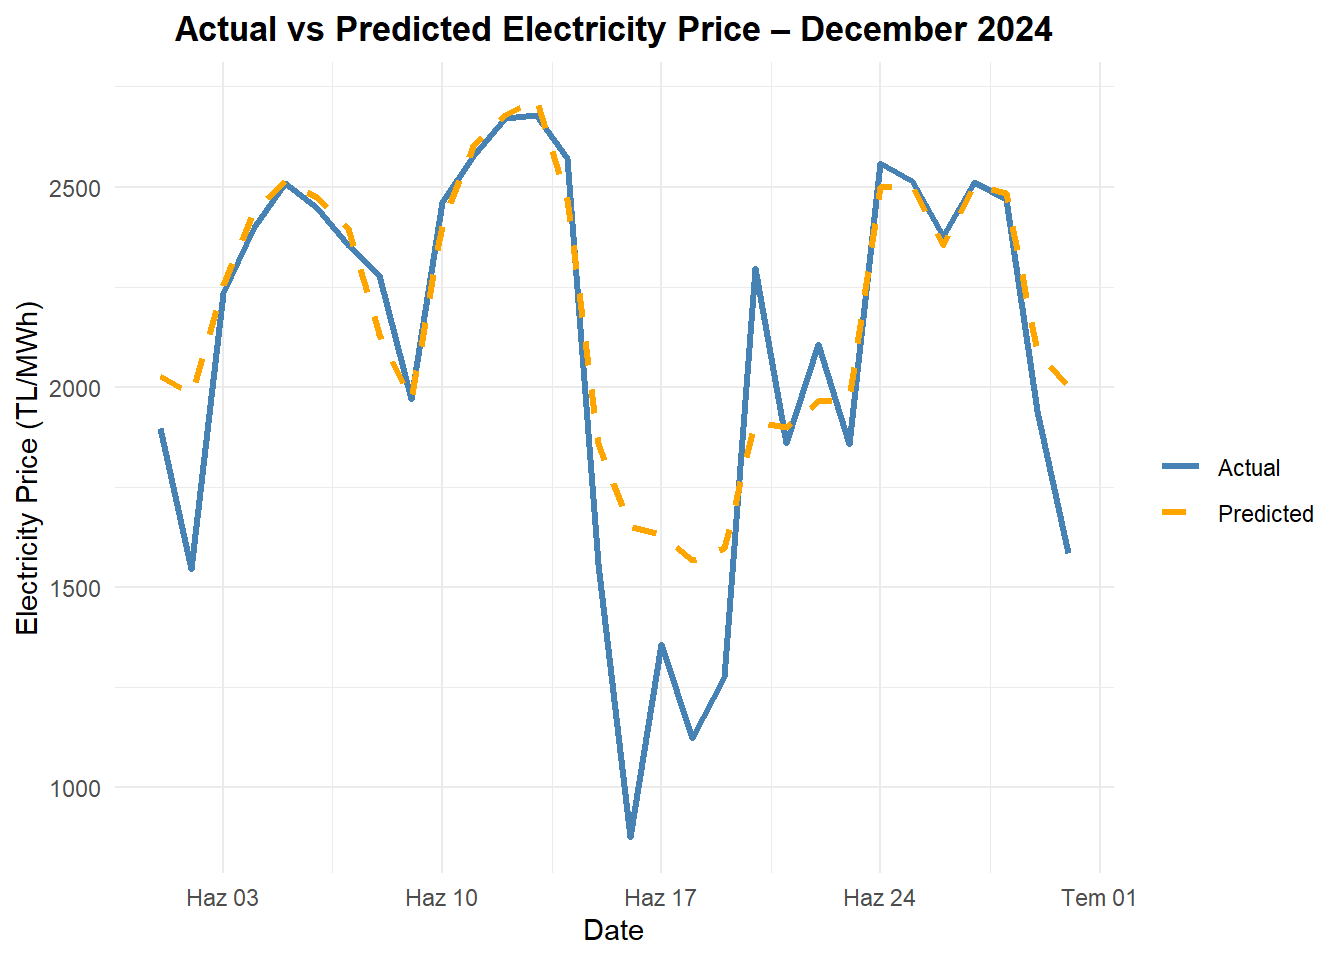 Actual vs Predicted Electricity Price – December 2024
Electricity Price (TL/MWh)
2500
2000
1500
1000
Haz 03
Haz 10
Haz 17
Haz 24
Tem 01
Date
Actual
Predicted